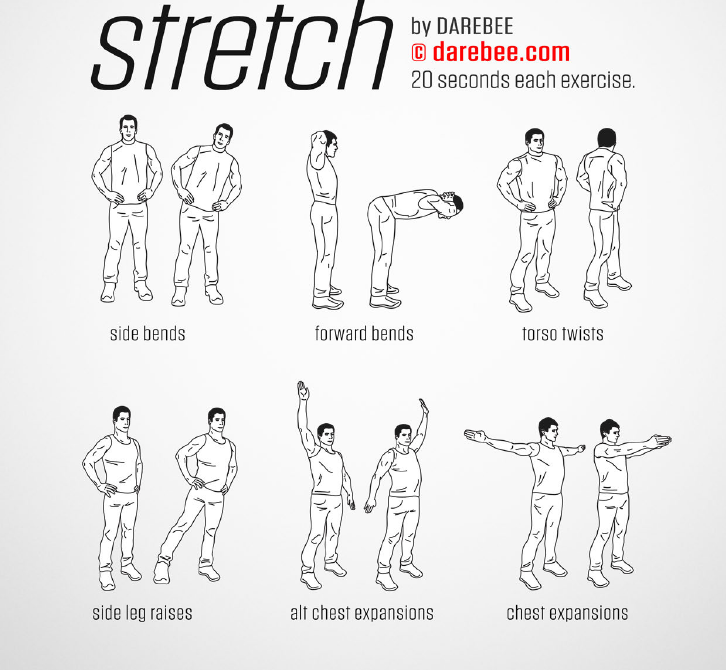 stretch
by DAREBEE
© darebee.com
20 seconds each exercise.
side bends
forward bends
torso twists
side leg raises
alt chest expansions
chest expansions